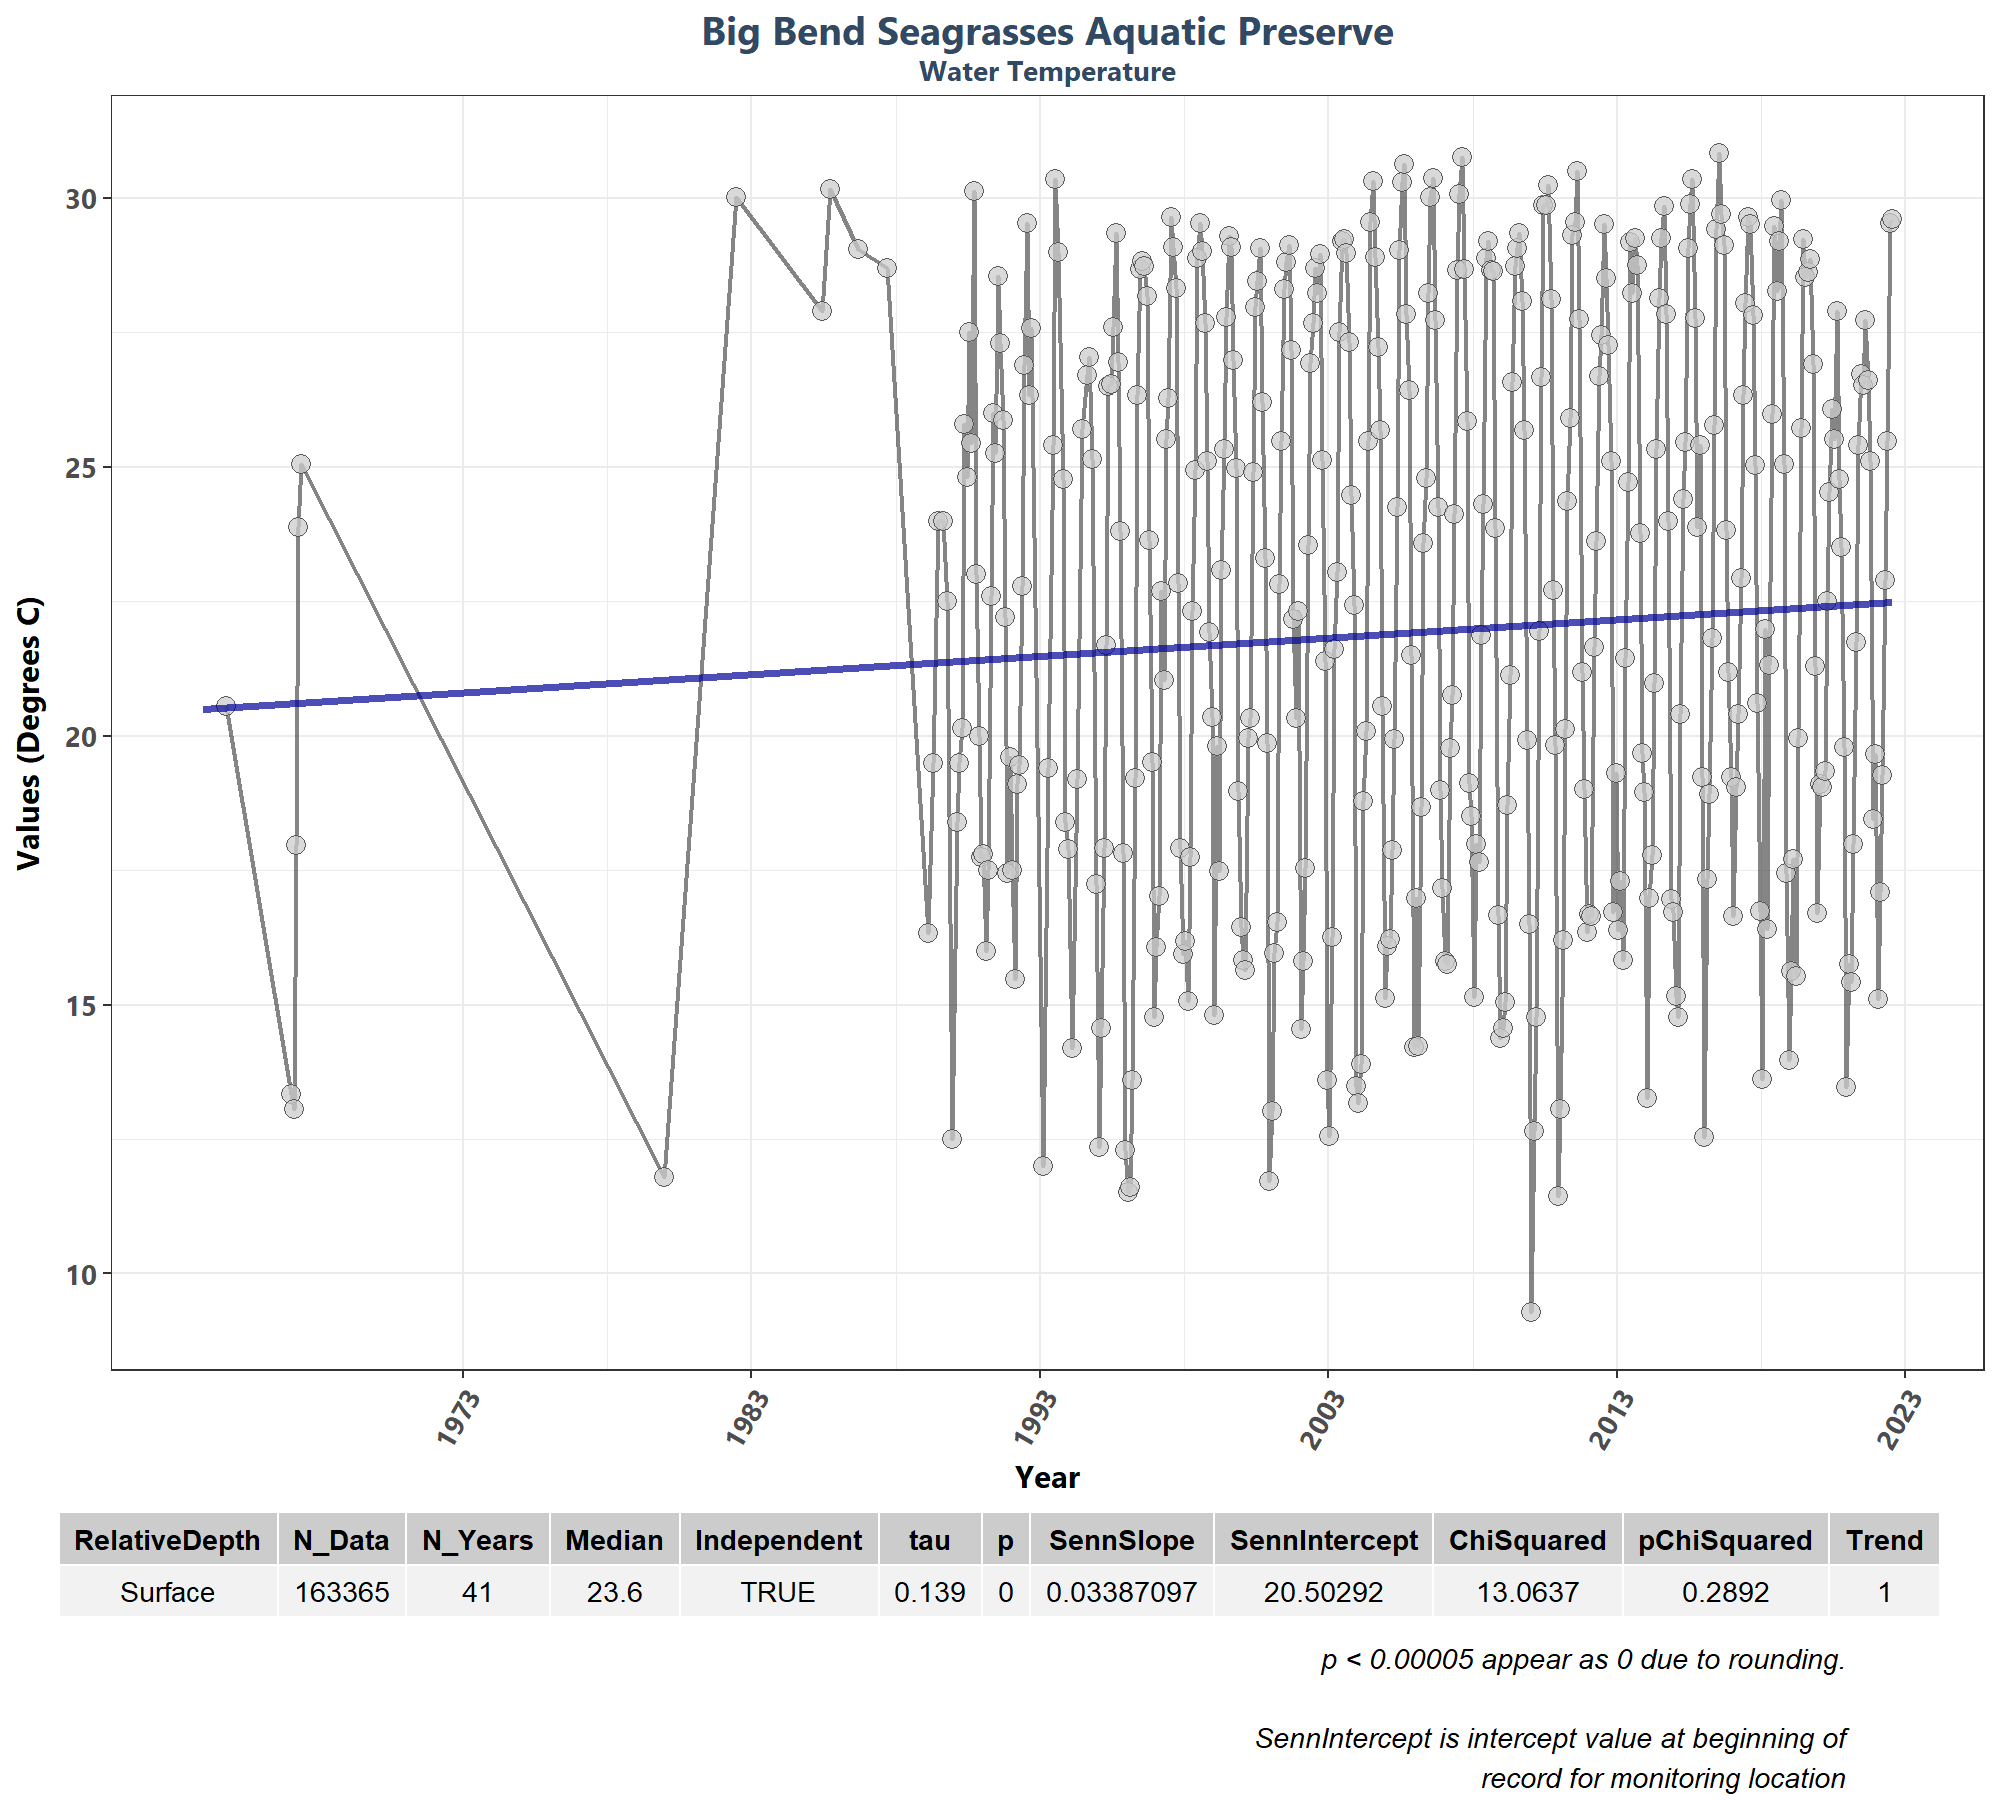 Big Bend Seagrasses Aquatic Preserve
Water Temperature
Values (Degrees C)
30
25
20
15
10
1973 1983 1993 2003 2013 2023
Year
RelativeDepth N_Data N_Years Median Independent tau p SennSlope SennIntercept ChiSquared pChiSquared Trend
Surface 163365 41 23.6 TRUE 0.139 0 0.03387097 20.50292 13.0637 0.2892 1
p < 0.00005 appear as 0 due to rounding.
SennIntercept is intercept value at beginning of
record for monitoring location